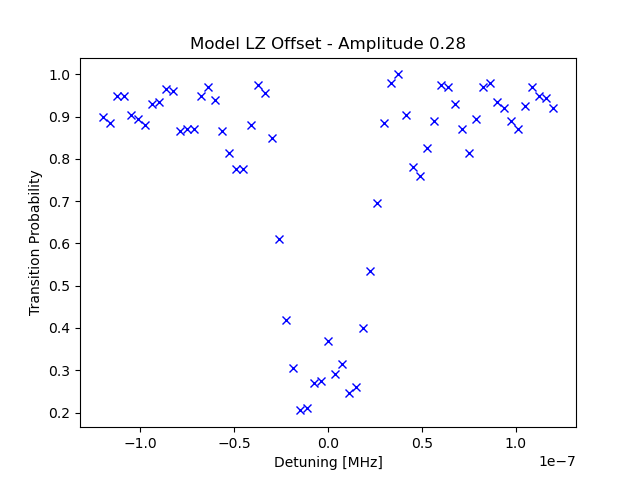 Model LZ Offset - Amplitude 0.28
1.0
0.9
0.8
0.7
0.6
0.5
0.4
0.3
0.2
Transition Probability
−1.0 −0.5 0.0 0.5 1.0
1e−7
Detuning [MHz]